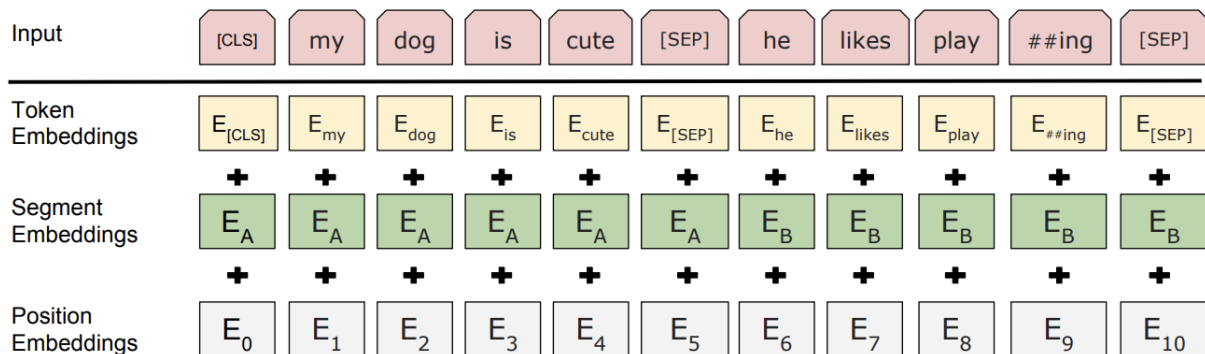 Input [CLS] my dog is cute [SEP] he likes play ##ing [SEP]
Token
Embeddings E[CLS] Emy Edog Eis Ecute E[SEP] Ehe Elikes Eplay E##ing E[SEP]
+ + + + + + + + + + +
Segment
Embeddings EA EA EA EA EA EA EB EB EB EB EB
+ + + + + + + + + + +
Position
Embeddings E0 E1 E2 E3 E4 E5 E6 E7 E8 E9 E10